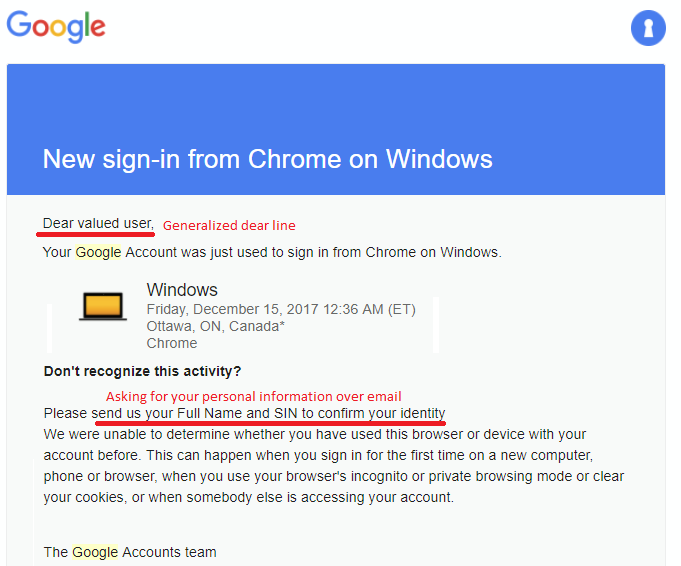 Google
New sign-in from Chrome on Windows
Dear valued user, Generalized dear line
Your Google Account was just used to sign in from Chrome on Windows.
Windows
Friday, December 15, 2017 12:36 AM (ET)
Ottawa, ON, Canada*
Chrome
Don't recognize this activity?
Asking for your personal information over email
Please send us your Full Name and SIN to confirm your identity
We were unable to determine whether you have used this browser or device with your
account before. This can happen when you sign in for the first time on a new computer,
phone or browser, when you use your browser's incognito or private browsing mode or clear
your cookies, or when somebody else is accessing your account.
The Google Accounts team